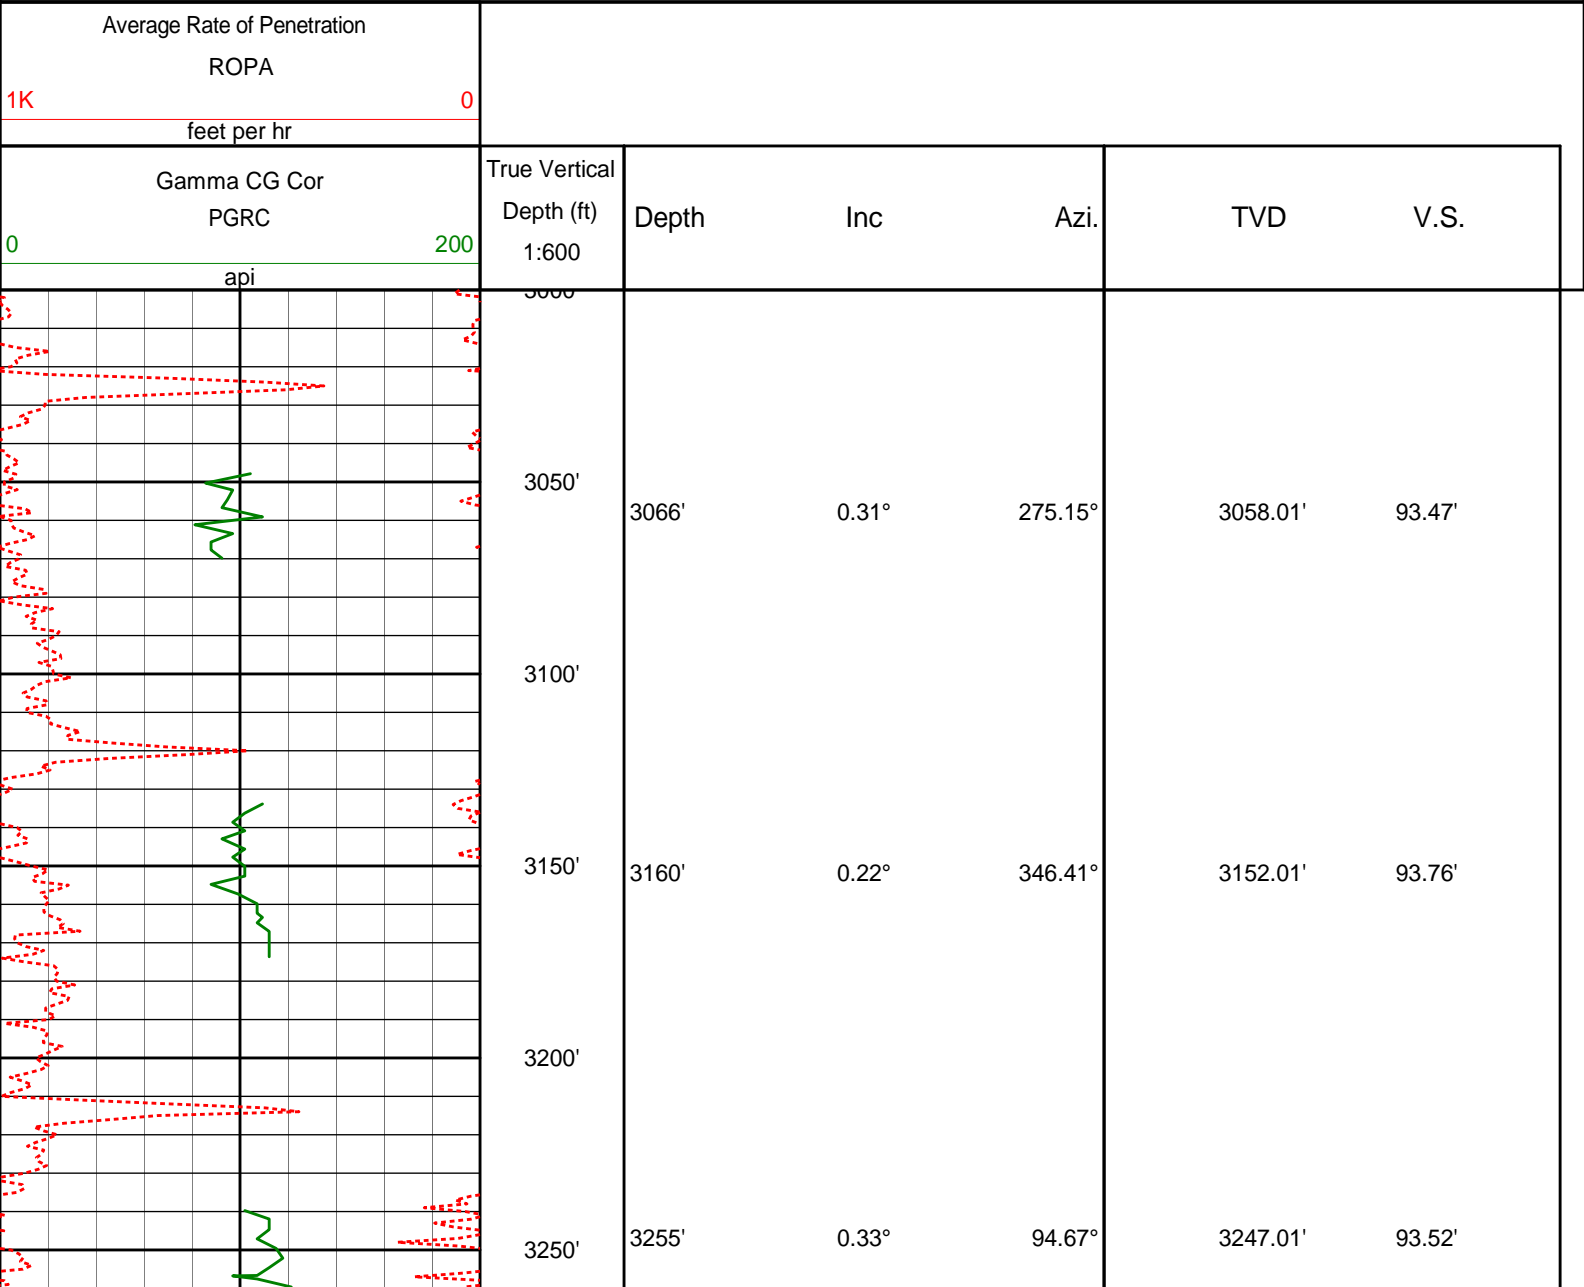 Average Rate of Penetration
ROPA
1K 0
feet per hr
Gamma CG Cor
PGRC
0 200
api
True Vertical
Depth (ft)
1:600
Depth Inc Azi. TVD V.S.
3050'
3066' 0.31° 275.15° 3058.01' 93.47'
3100'
3150'
3160' 0.22° 346.41° 3152.01' 93.76'
3200'
3250'
3255' 0.33° 94.67° 3247.01' 93.52'